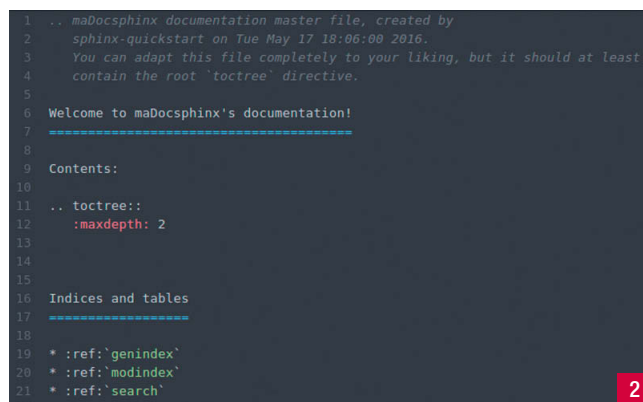 1 .. maDocsphinx documentation master file, created by
2    sphinx-quickstart on Tue May 17 18:06:00 2016.
3    You can adapt this file completely to your liking, but it should at least
4    contain the root `toctree` directive.
5
6 Welcome to maDocsphinx's documentation!
7 =======================================
8
9 Contents:
10
11 .. toctree::
12    :maxdepth: 2
13
14
15
16 Indices and tables
17 ==================
18
19 * :ref:`genindex`
20 * :ref:`modindex`
21 * :ref:`search`
2